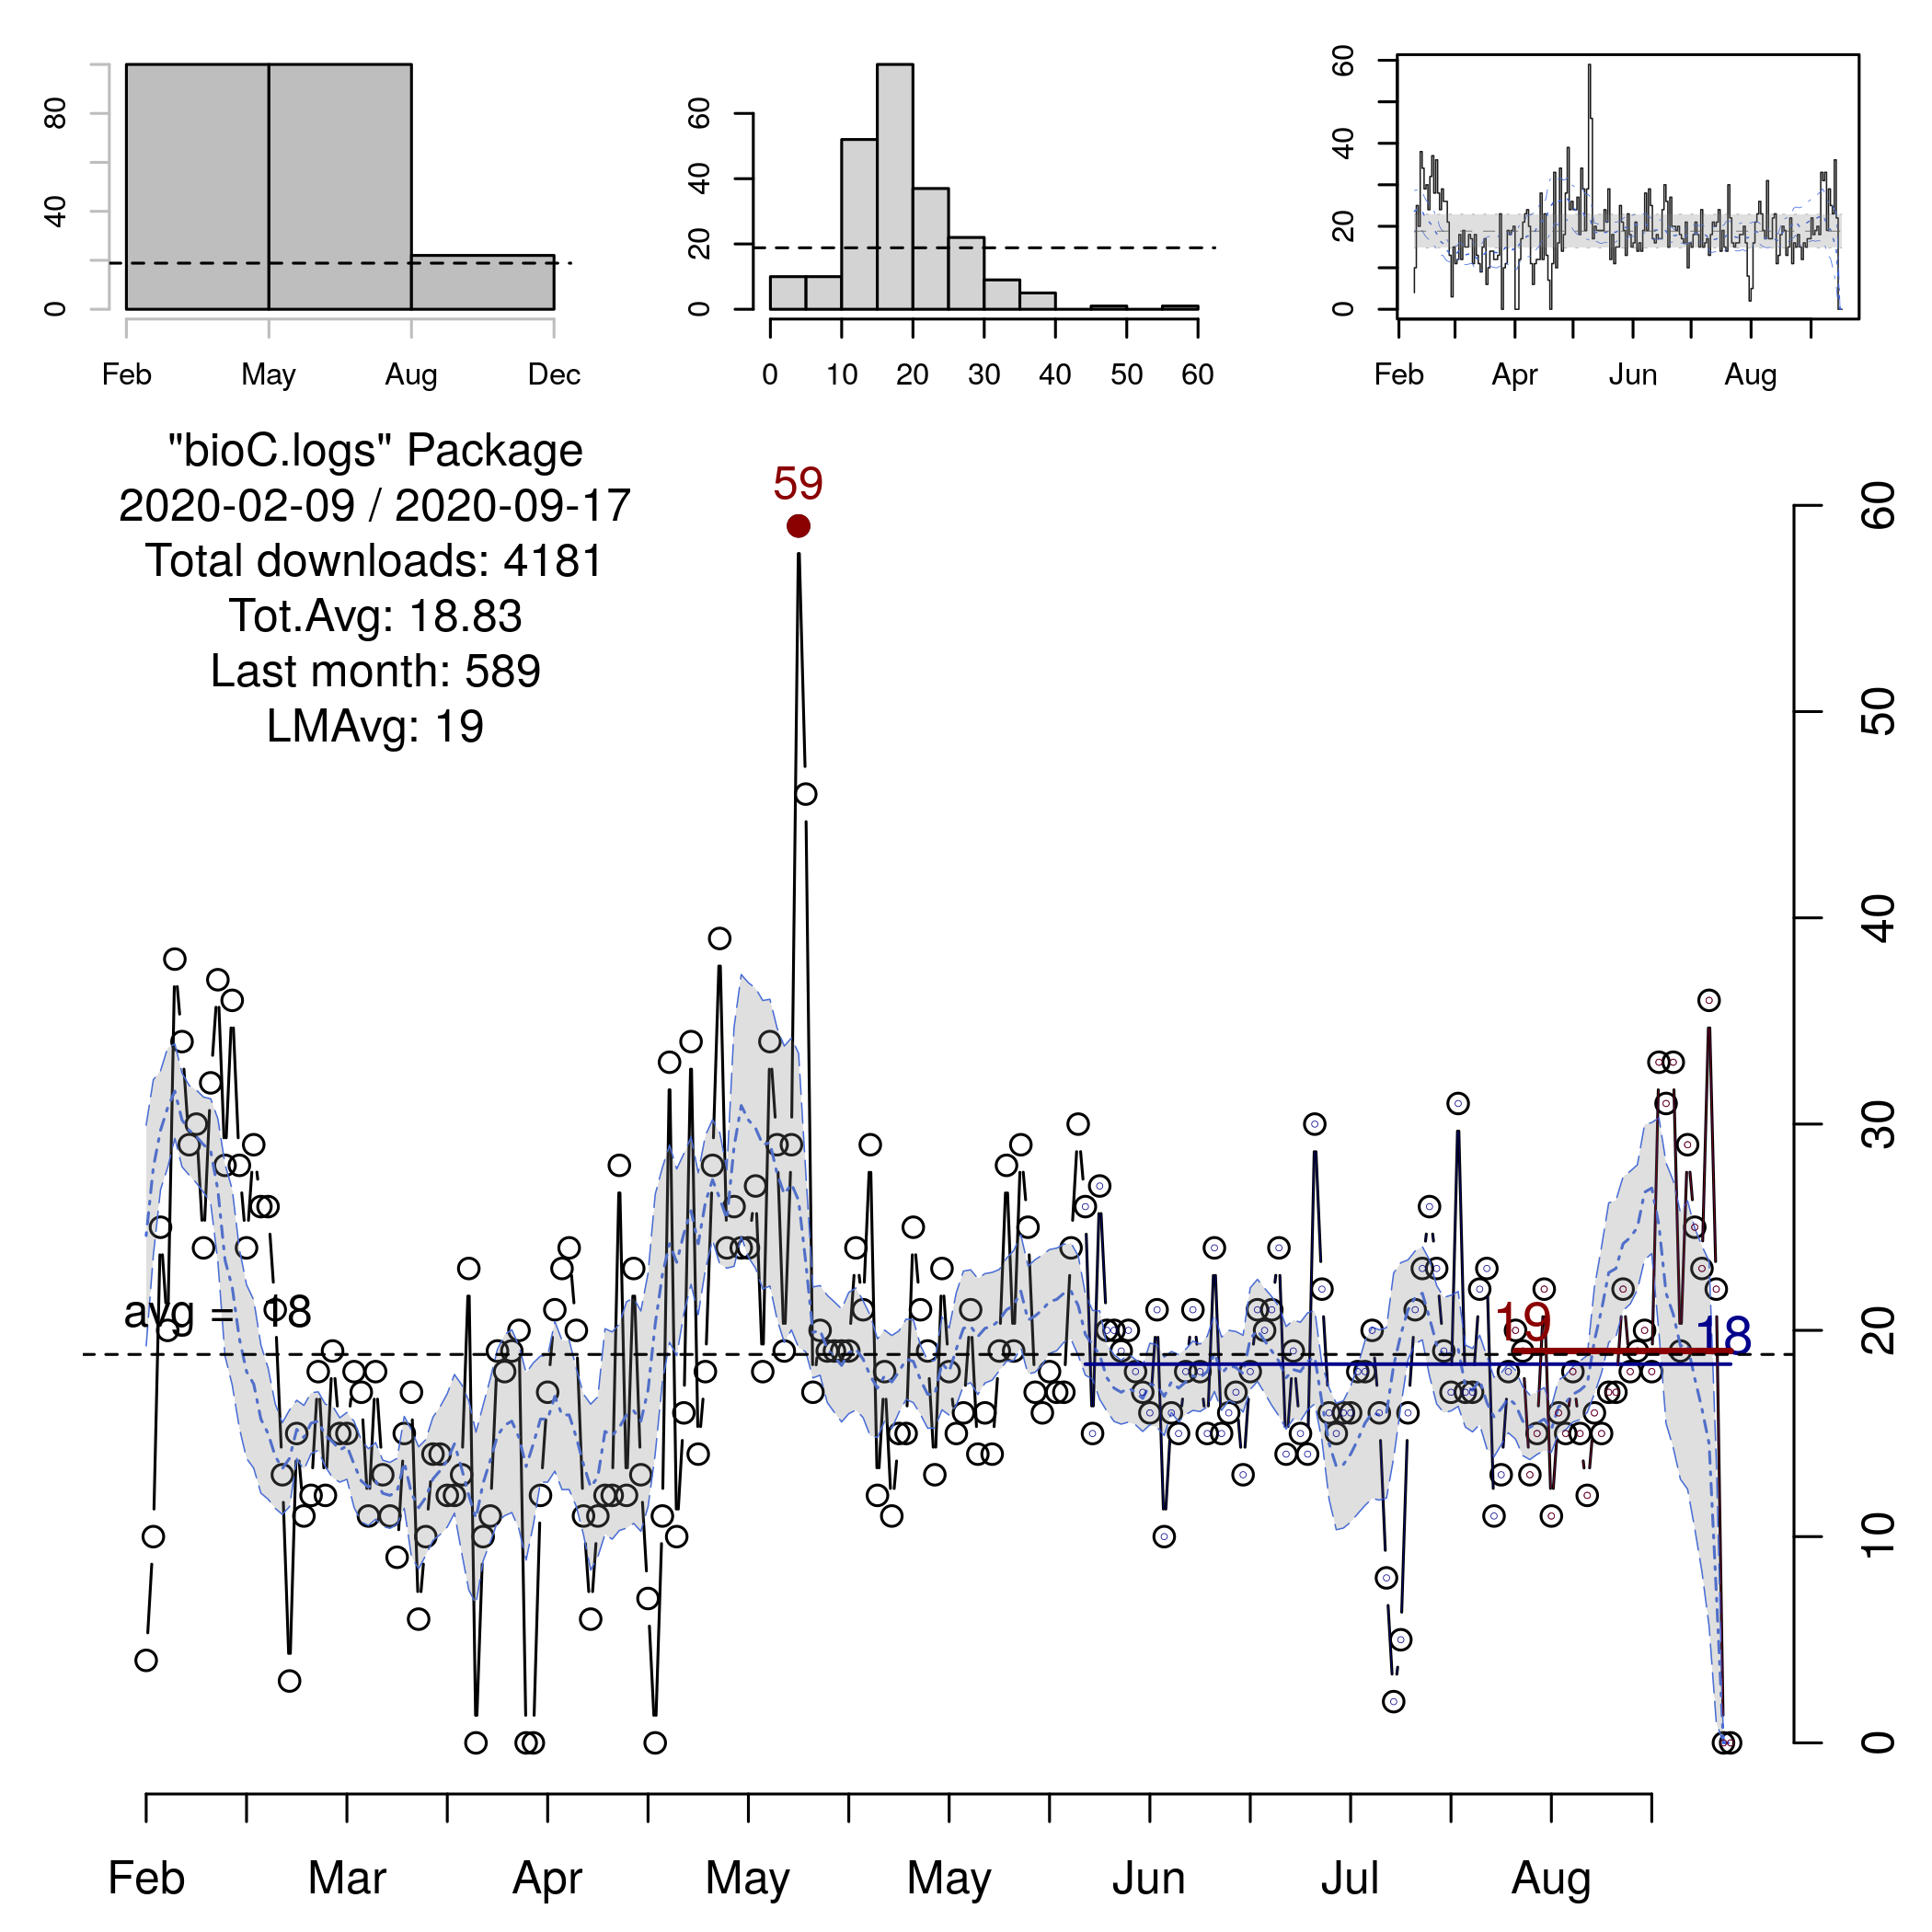 80
40
0
Feb May Aug Dec
60
40
20
0
0 10 20 30 40 50 60
60
40
20
0
Feb Apr Jun Aug
"bioC.logs" Package
2020-02-09 / 2020-09-17
Total downloads: 4181
Tot.Avg: 18.83
Last month: 589
LMAvg: 19
59
avg = 18
19
18
60
50
40
30
20
10
0
Feb Mar Apr May May Jun Jul Aug